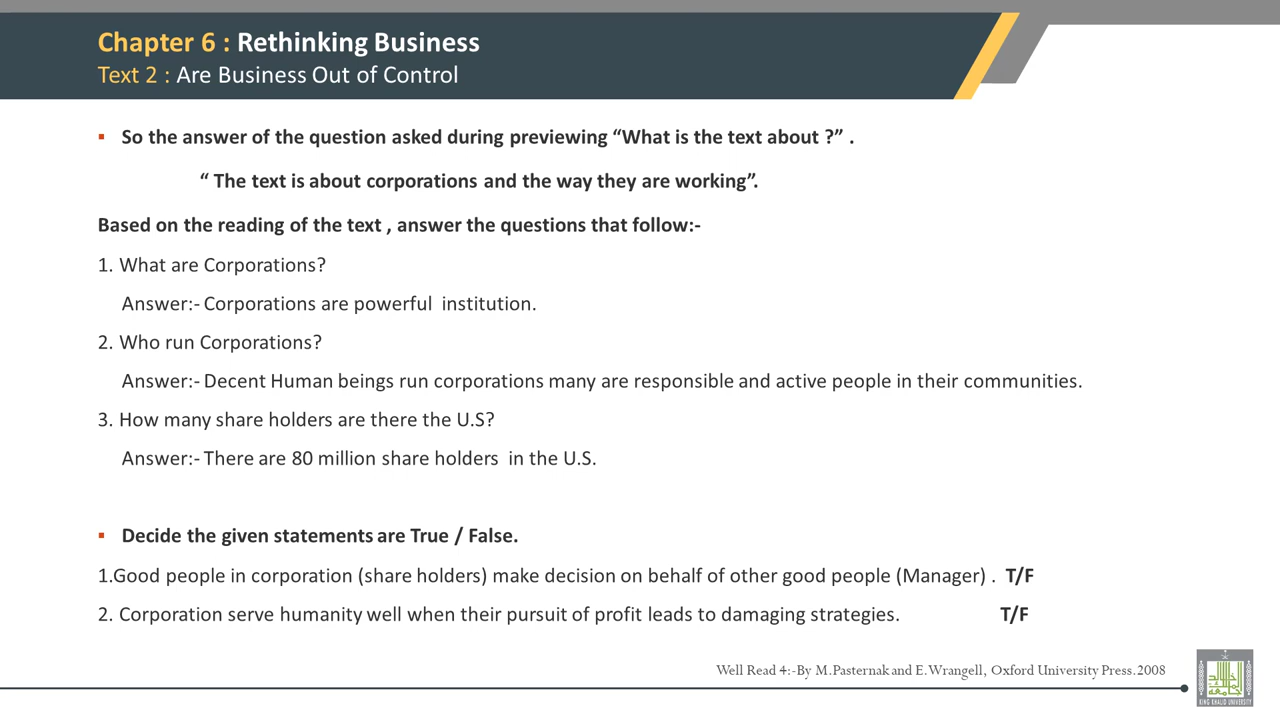 Chapter 6 : Rethinking Business
Text 2 : Are Business Out of Control
▪ So the answer of the question asked during previewing “What is the text about ?” .
“ The text is about corporations and the way they are working”.
Based on the reading of the text , answer the questions that follow:-
1. What are Corporations?
Answer:- Corporations are powerful institution.
2. Who run Corporations?
Answer:- Decent Human beings run corporations many are responsible and active people in their communities.
3. How many share holders are there the U.S?
Answer:- There are 80 million share holders in the U.S.
▪ Decide the given statements are True / False.
1.Good people in corporation (share holders) make decision on behalf of other good people (Manager) . T/F
2. Corporation serve humanity well when their pursuit of profit leads to damaging strategies. T/F
Well Read 4:-By M.Pasternak and E.Wrangell, Oxford University Press.2008
KING KHALID UNIVERSITY